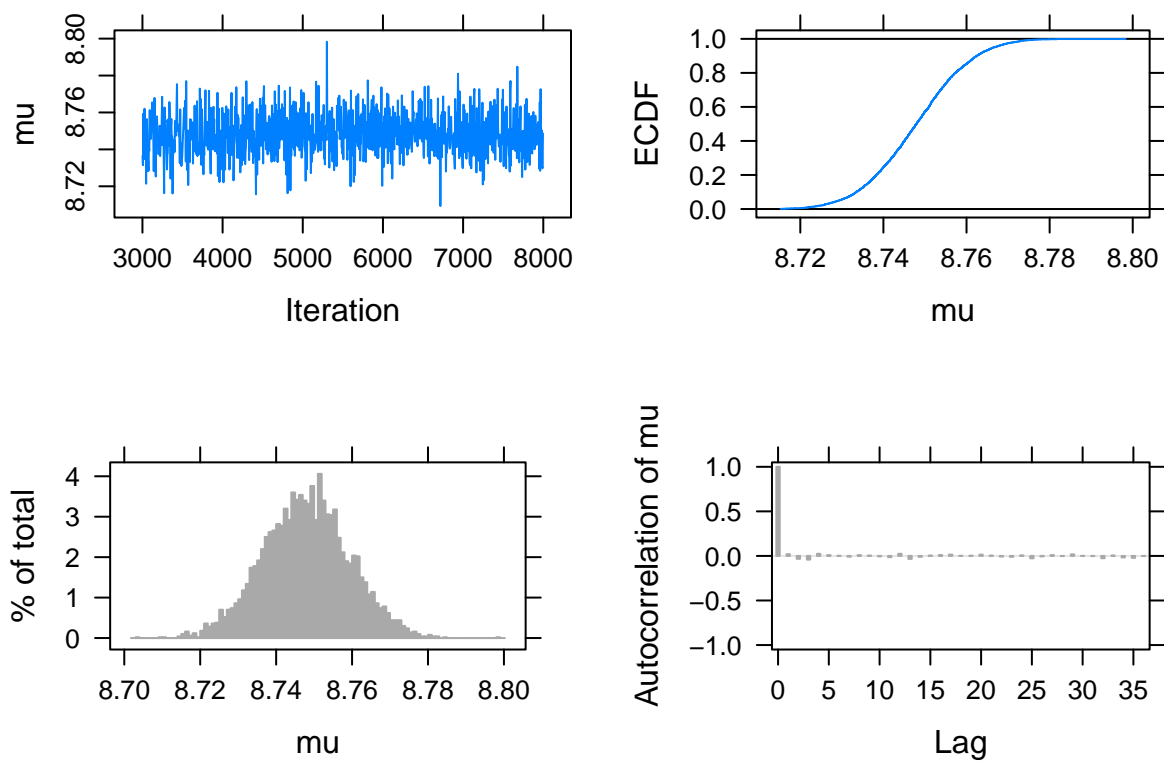 mu
8.72 8.76 8.80
3000 4000 5000 6000 7000 8000
Iteration
ECDF
1.0
0.8
0.6
0.4
0.2
0.0
8.72 8.74 8.76 8.78 8.80
mu
% of total
4
3
2
1
0
8.70 8.72 8.74 8.76 8.78 8.80
mu
Autocorrelation of mu
1.0
0.5
0.0
−0.5
−1.0
0 5 10 15 20 25 30 35
Lag